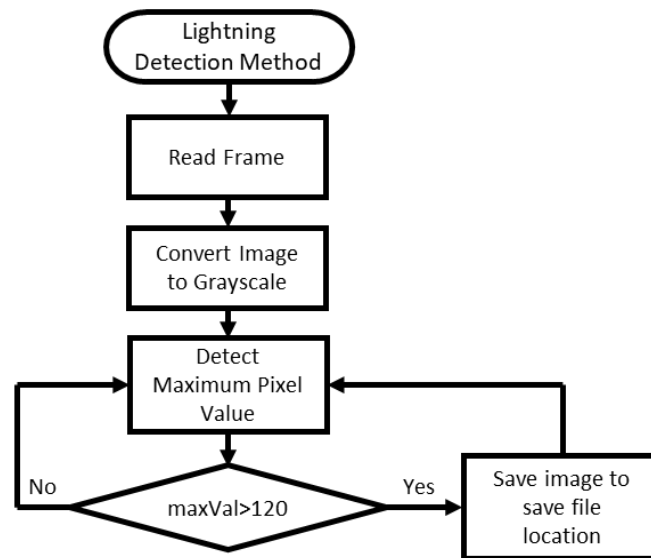 Lightning
Detection Method
Read Frame
Convert Image
to Grayscale
Detect
Maximum Pixel
Value
No
maxVal>120
Yes
Save image to
save file
location